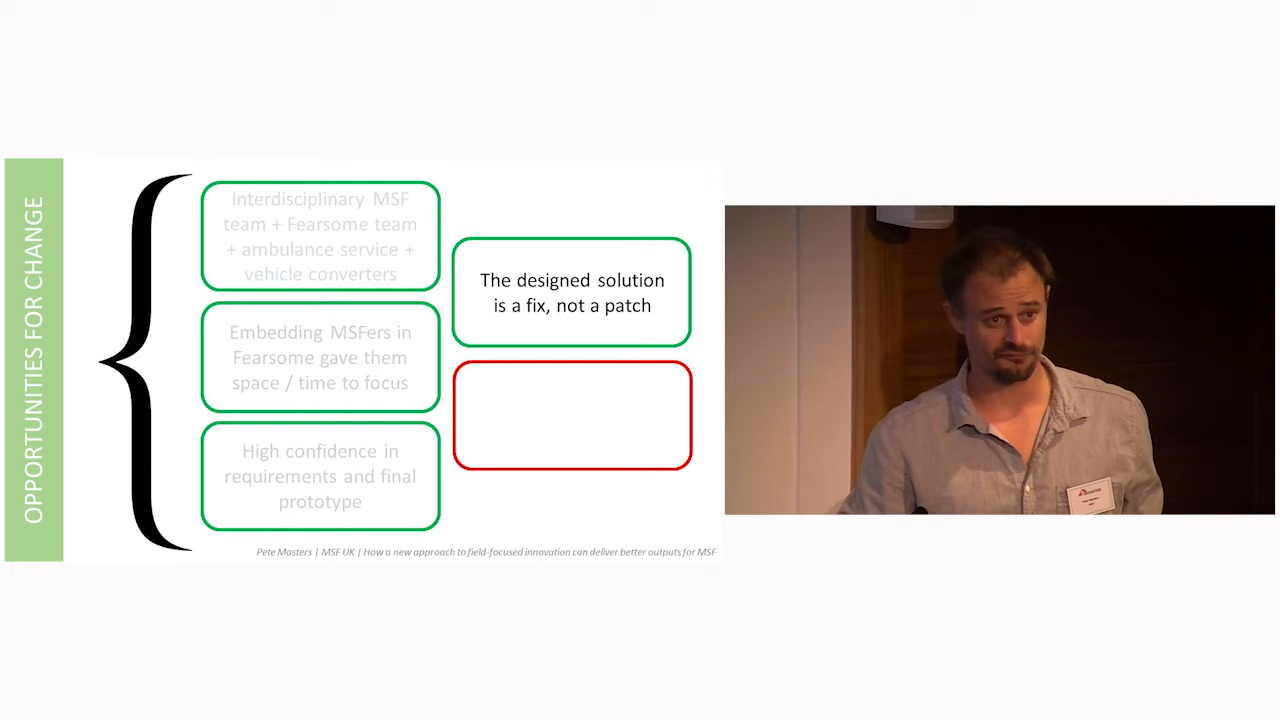 OPPORTUNITIES FOR CHANGE
Interdisciplinary MSF
team + Fearsome team
+ ambulance service +
vehicle converters
Embedding MSFers in
Fearsome gave them
space / time to focus
High confidence in
requirements and final
prototype
The designed solution
is a fix, not a patch
Pete Masters | MSF UK | How a new approach to field-focused innovation can deliver better outputs for MSF